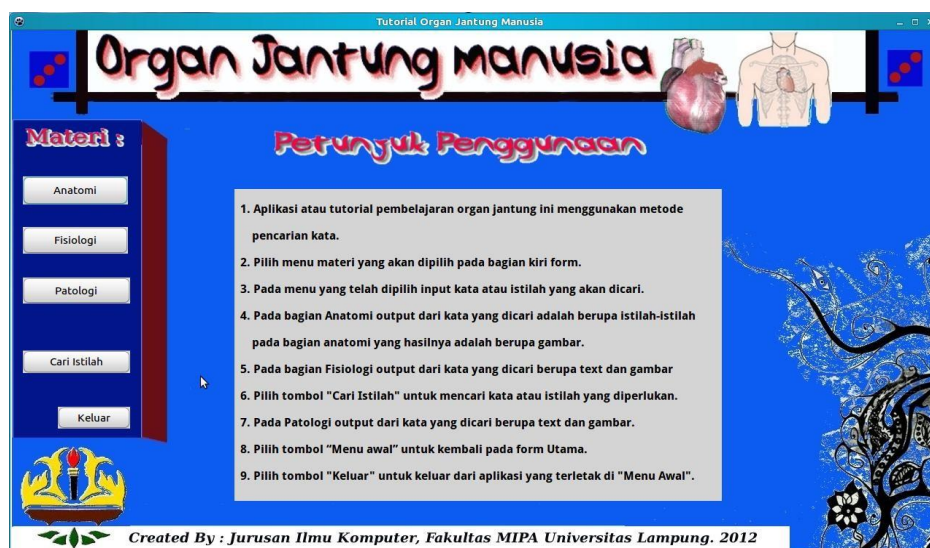 Tutorial Organ Jantung Manusia
Organ Jantung Manusia
Materi :
Anatomi
Fisiologi
Patologi
Cari Istilah
Keluar
Petunjuk Penggunaan
1. Aplikasi atau tutorial pembelajaran organ jantung ini menggunakan metode
pencarian kata.
2. Pilih menu materi yang akan dipilih pada bagian kiri form.
3. Pada menu yang telah dipilih input kata atau istilah yang akan dicari.
4. Pada bagian Anatomi output dari kata yang dicari adalah berupa istilah-istilah
pada bagian anatomi yang hasilnya adalah berupa gambar.
5. Pada bagian Fisiologi output dari kata yang dicari berupa text dan gambar
6. Pilih tombol "Cari Istilah" untuk mencari kata atau istilah yang diperlukan.
7. Pada Patologi output dari kata yang dicari berupa text dan gambar.
8. Pilih tombol “Menu awal” untuk kembali pada form Utama.
9. Pilih tombol "Keluar" untuk keluar dari aplikasi yang terletak di "Menu Awal".
Created By : Jurusan Ilmu Komputer, Fakultas MIPA Universitas Lampung. 2012